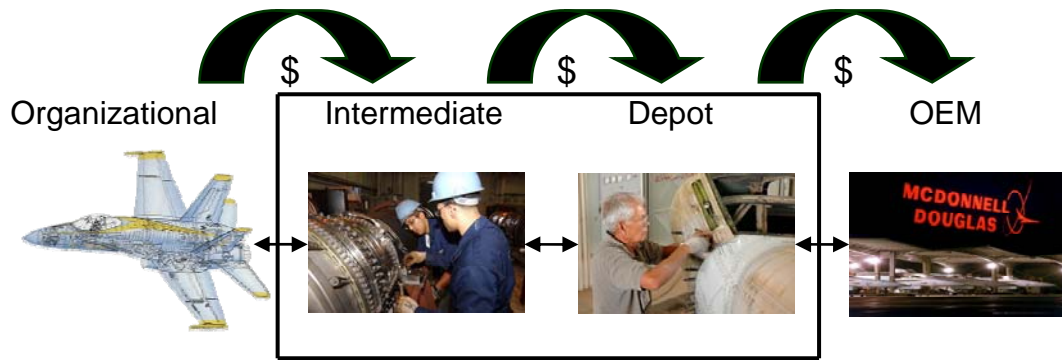 $ $ $
Organizational Intermediate Depot OEM
MCDONNELL
DOUGLAS